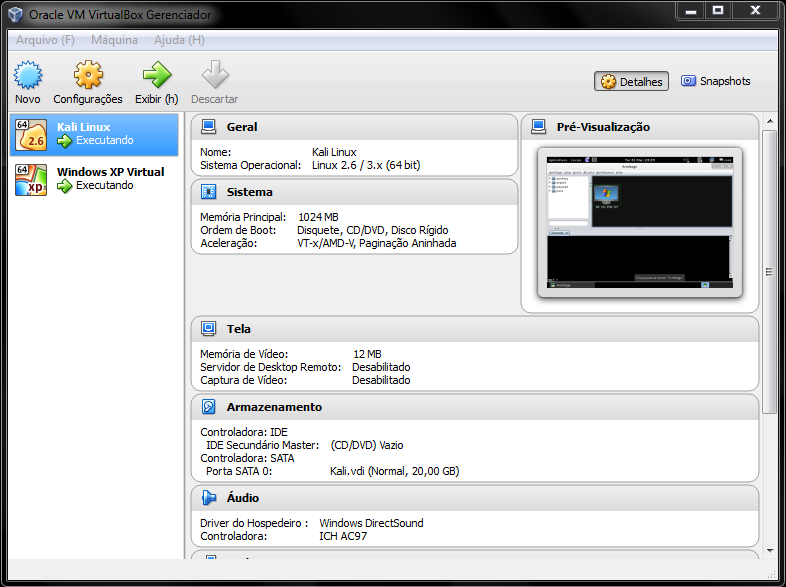 Oracle VM VirtualBox Gerenciador
Arquivo (F) Máquina Ajuda (H)
Novo Configurações Exibir (h) Descartar
Detalhes Snapshots
64 2.6 Kali Linux
Executando
64 xp Windows XP Virtual
Executando
Geral
Nome: Kali Linux
Sistema Operacional: Linux 2.6 / 3.x (64 bit)
Sistema
Memória Principal: 1024 MB
Ordem de Boot: Disquete, CD/DVD, Disco Rígido
Aceleração: VT-x/AMD-V, Paginação Aninhada
Pré-Visualização
Tela
Memória de Vídeo: 12 MB
Servidor de Desktop Remoto: Desabilitado
Captura de Vídeo: Desabilitado
Armazenamento
Controladora: IDE
IDE Secundário Master: (CD/DVD) Vazio
Controladora: SATA
Porta SATA 0: Kali.vdi (Normal, 20,00 GB)
Áudio
Driver do Hospedeiro : Windows DirectSound
Controladora: ICH AC97